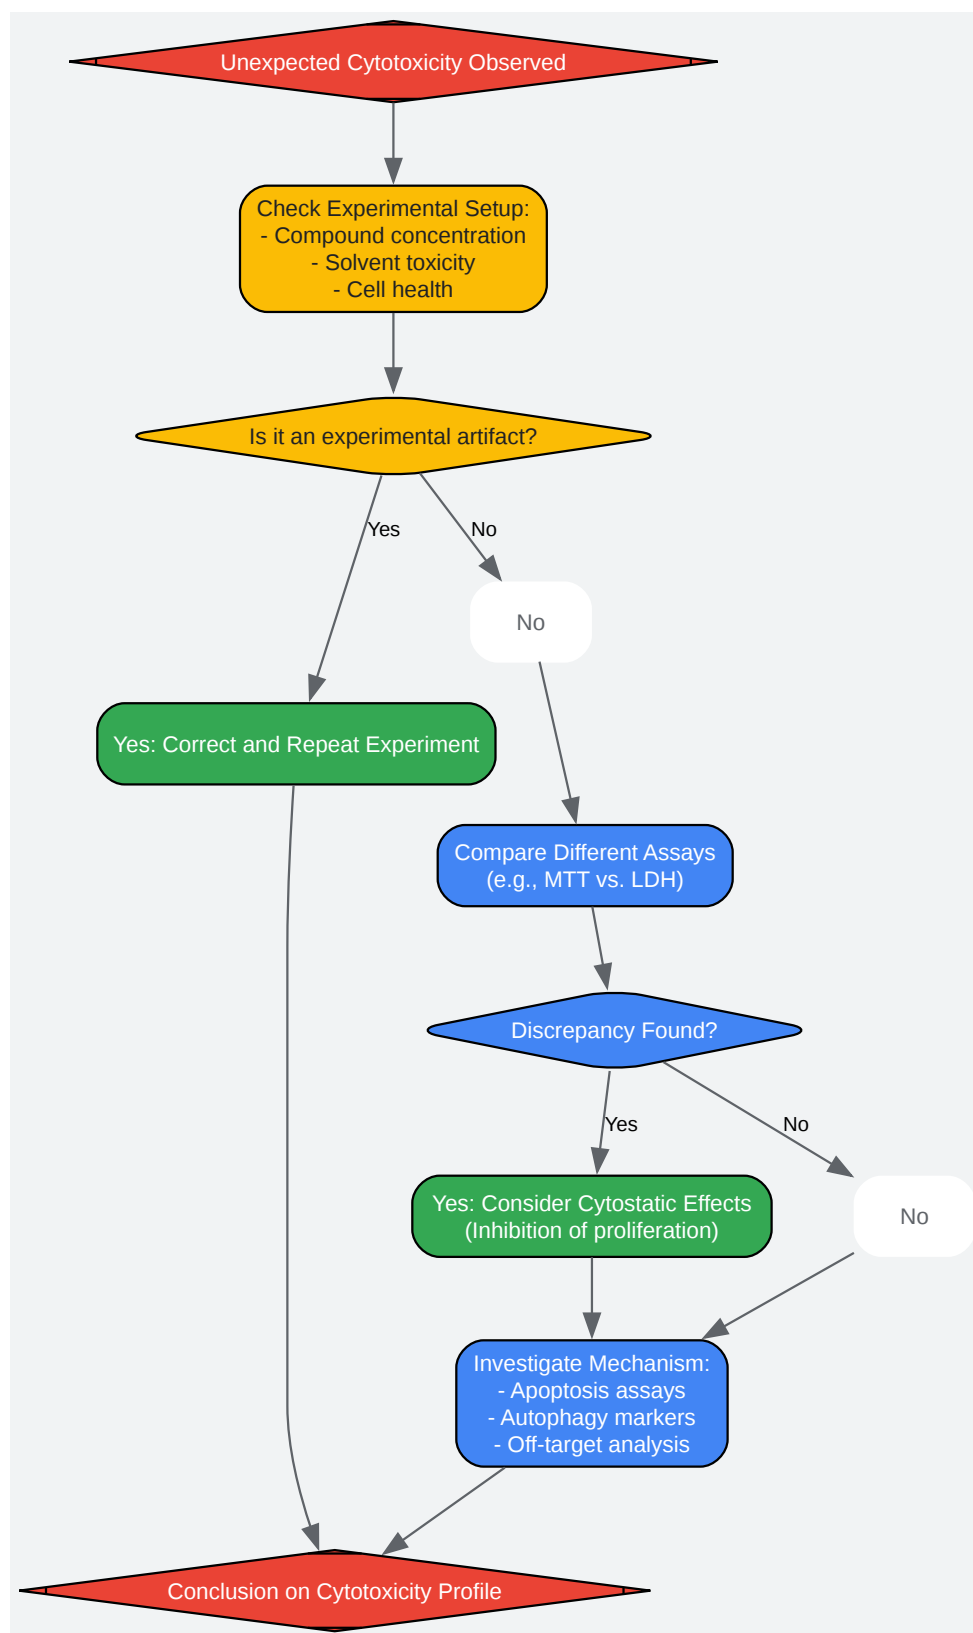 Unexpected Cytotoxicity Observed
Check Experimental Setup:
- Compound concentration
- Solvent toxicity
- Cell health
Is it an experimental artifact?
Yes
No
No
Yes: Correct and Repeat Experiment
Compare Different Assays
(e.g., MTT vs. LDH)
Discrepancy Found?
Yes
No
Yes: Consider Cytostatic Effects
(Inhibition of proliferation)
No
Investigate Mechanism:
- Apoptosis assays
- Autophagy markers
- Off-target analysis
Conclusion on Cytotoxicity Profile